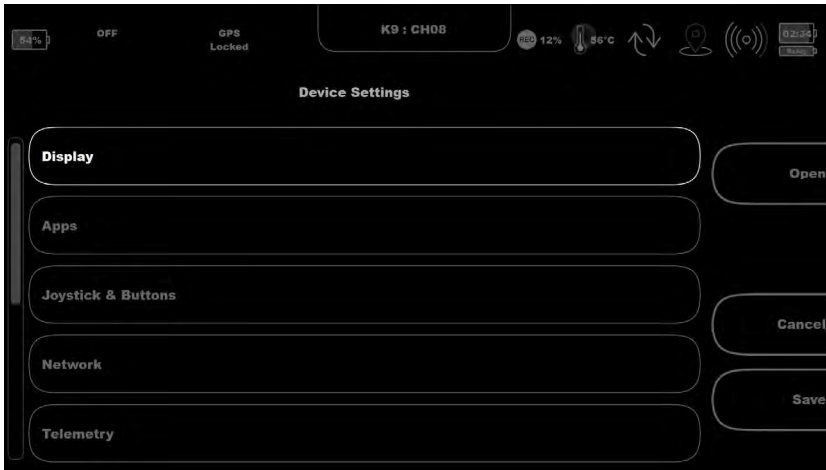 54%
OFF
GPS
Locked
K9 : CH08
REC 12%
56°C
02:34
Device Settings
Display
Open
Apps
Joystick & Buttons
Cancel
Network
Save
Telemetry